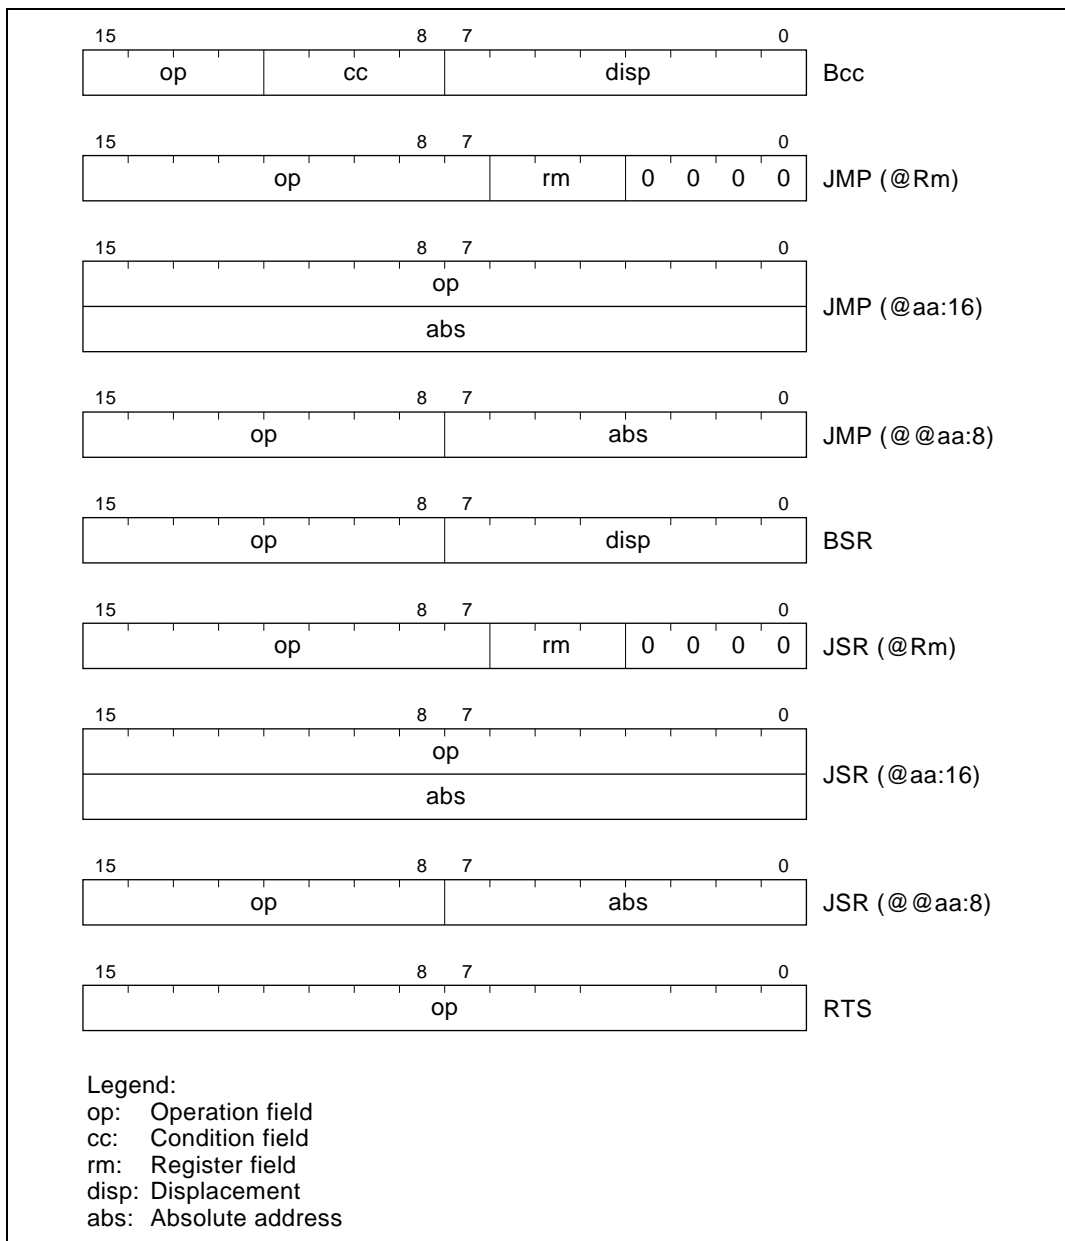 15 8 7 0
op cc disp Bcc
15 8 7 0
op rm 0 0 0 0 JMP (@Rm)
15 8 7 0
op
JMP (@aa:16)
abs
15 8 7 0
op abs JMP (@@aa:8)
15 8 7 0
op disp BSR
15 8 7 0
op rm 0 0 0 0 JSR (@Rm)
15 8 7 0
op
JSR (@aa:16)
abs
15 8 7 0
op abs JSR (@@aa:8)
15 8 7 0
op RTS
Legend:
op: Operation field
cc: Condition field
rm: Register field
disp: Displacement
abs: Absolute address